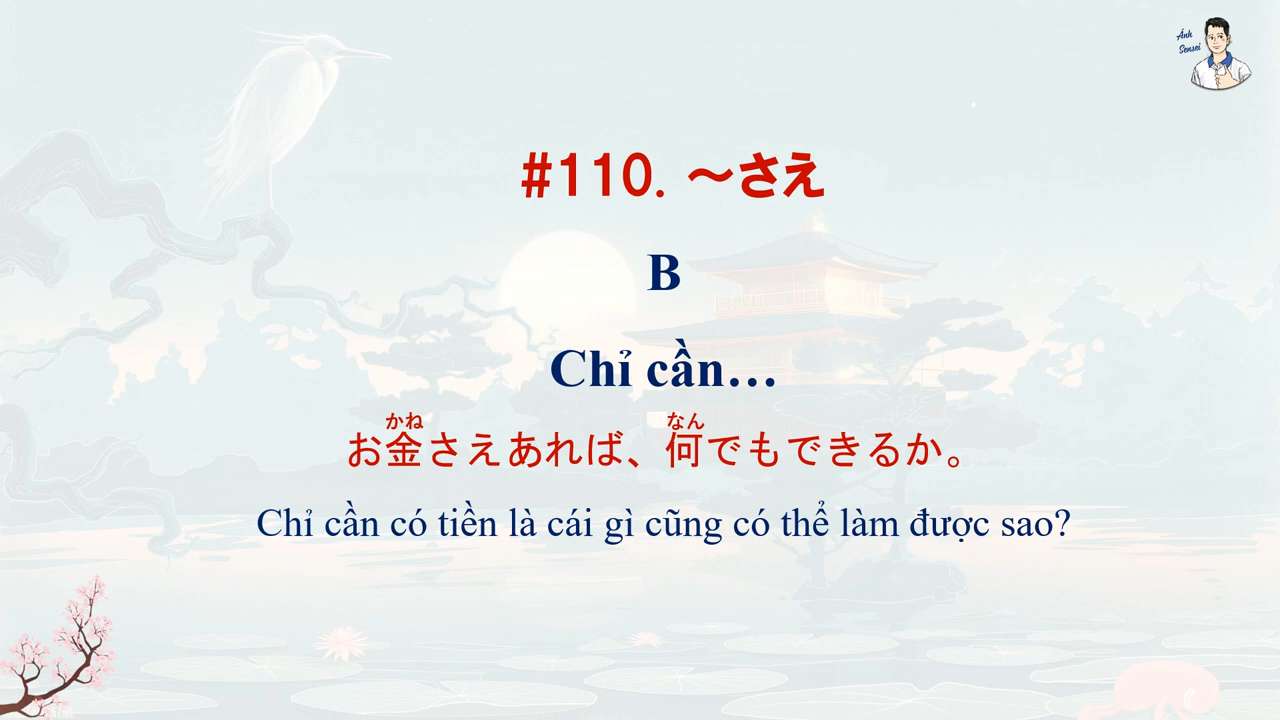 Ánh
Sensei
#110. ～さえ
B
Chỉ cần…
かね なん
お金さえあれば、何でもできるか。
Chỉ cần có tiền là cái gì cũng có thể làm được sao?